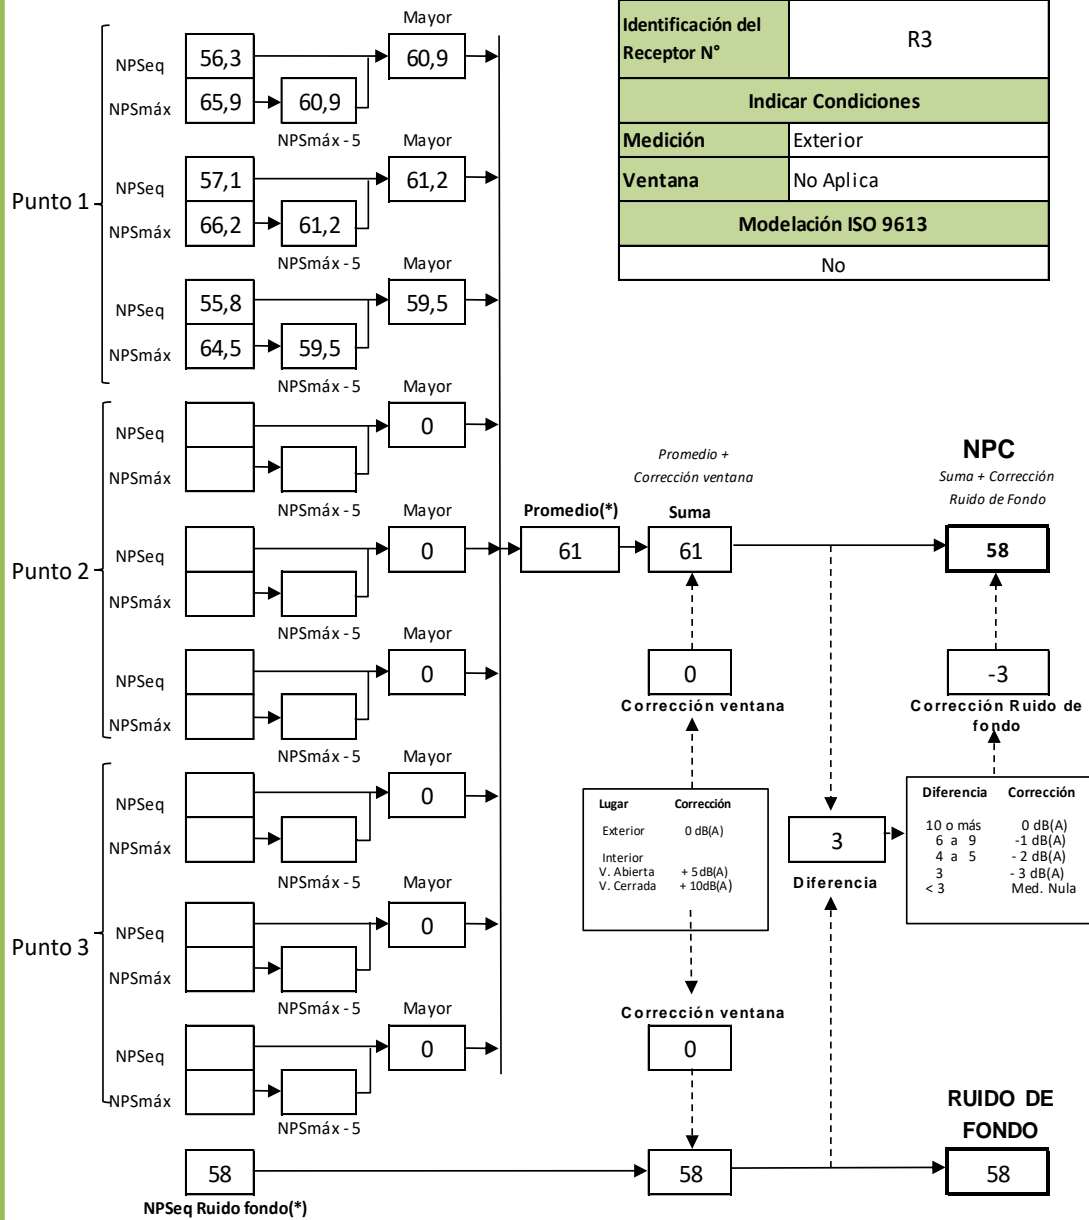 Identificación del
Receptor N°
R3
Indicar Condiciones
Medición
Exterior
Ventana
No Aplica
Modelación ISO 9613
No
Punto 1
Mayor
NPSeq
56,3
60,9
NPSmáx
65,9
60,9
NPSmáx - 5
Mayor
NPSeq
57,1
61,2
NPSmáx
66,2
61,2
NPSmáx - 5
Mayor
NPSeq
55,8
59,5
NPSmáx
64,5
59,5
NPSmáx - 5
Punto 2
Mayor
NPSeq
0
NPSmáx
NPSmáx - 5
Mayor
NPSeq
0
NPSmáx
NPSmáx - 5
Mayor
NPSeq
0
NPSmáx
NPSmáx - 5
Punto 3
Mayor
NPSeq
0
NPSmáx
NPSmáx - 5
Mayor
NPSeq
0
NPSmáx
NPSmáx - 5
Mayor
NPSeq
0
NPSmáx
NPSmáx - 5
Promedio(*)
61
Promedio +
Corrección ventana
Suma
61
NPC
Suma + Corrección
Ruido de Fondo
58
0
Corrección ventana
-3
Corrección Ruido de
fondo
Lugar Corrección
Exterior 0 dB(A)
Interior
V. Abierta + 5dB(A)
V. Cerrada + 10dB(A)
3
Diferencia
Diferencia Corrección
10 o más 0 dB(A)
6 a 9 -1 dB(A)
4 a 5 - 2 dB(A)
3 - 3 dB(A)
< 3 Med. Nula
Corrección ventana
0
58
NPSeq Ruido fondo(*)
58
RUIDO DE
FONDO
58